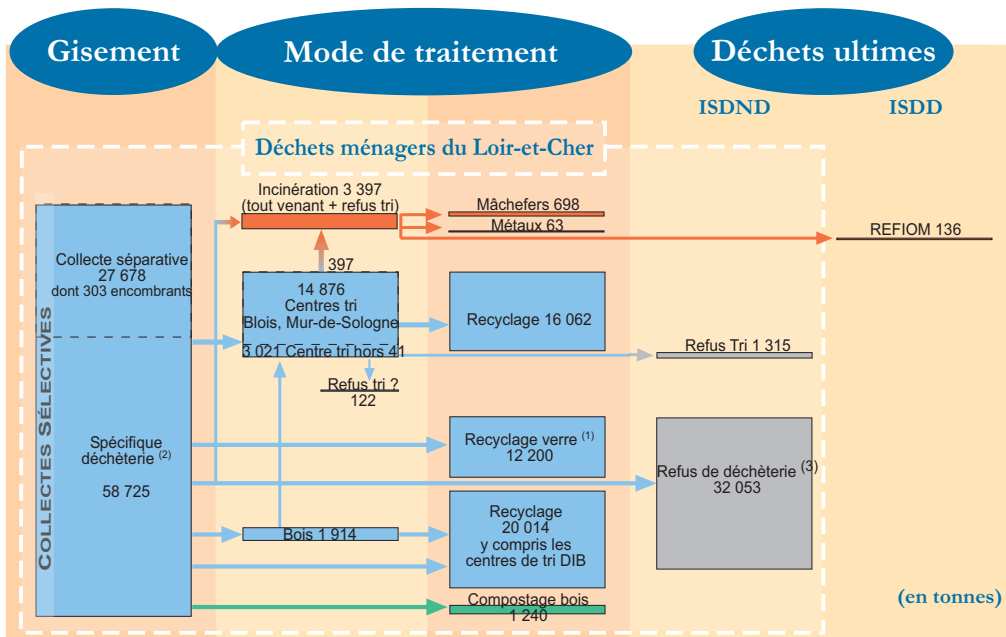 Gisement
Mode de traitement
Déchets ultimes
ISDND
ISDD
Déchets ménagers du Loir-et-Cher
Incinération 3 397
(tout venant + refus tri)
Mâchefers 698
Métaux 63
REFIOM 136
COLLECTES SÉLECTIVES
Collecte séparative
27 678
dont 303 encombrants
397
14 876
Centres tri
Blois, Mur-de-Sologne
3 021 Centre tri hors 41
Recyclage 16 062
Refus Tri 1 315
Refus tri ?
122
Spécifique
déchèterie (2)
58 725
Recyclage verre (1)
12 200
Refus de déchèterie (3)
32 053
Bois 1 914
Recyclage
20 014
y compris les
centres de tri DIB
Compostage bois
1 240
(en tonnes)